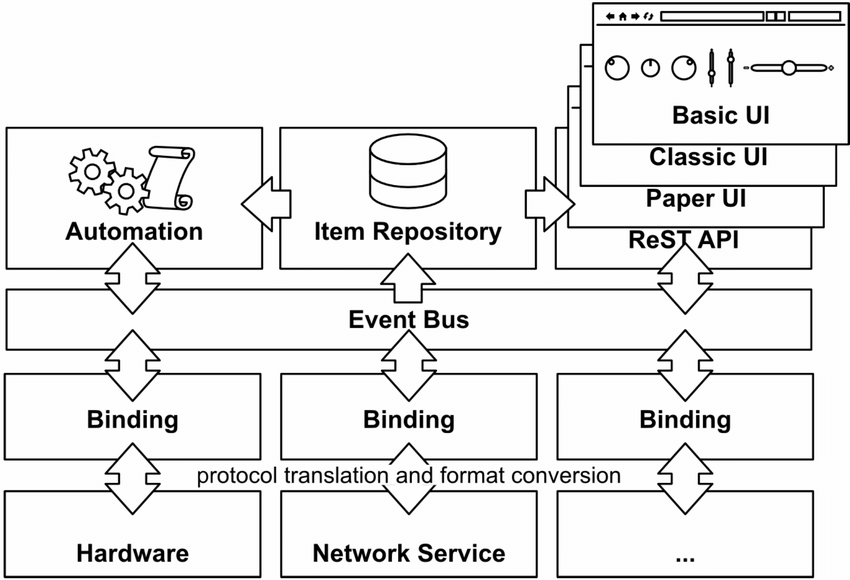 Basic UI
Classic UI
Paper UI
Automation
Item Repository
ReST API
Event Bus
Binding
Binding
Binding
protocol translation and format conversion
Hardware
Network Service
...